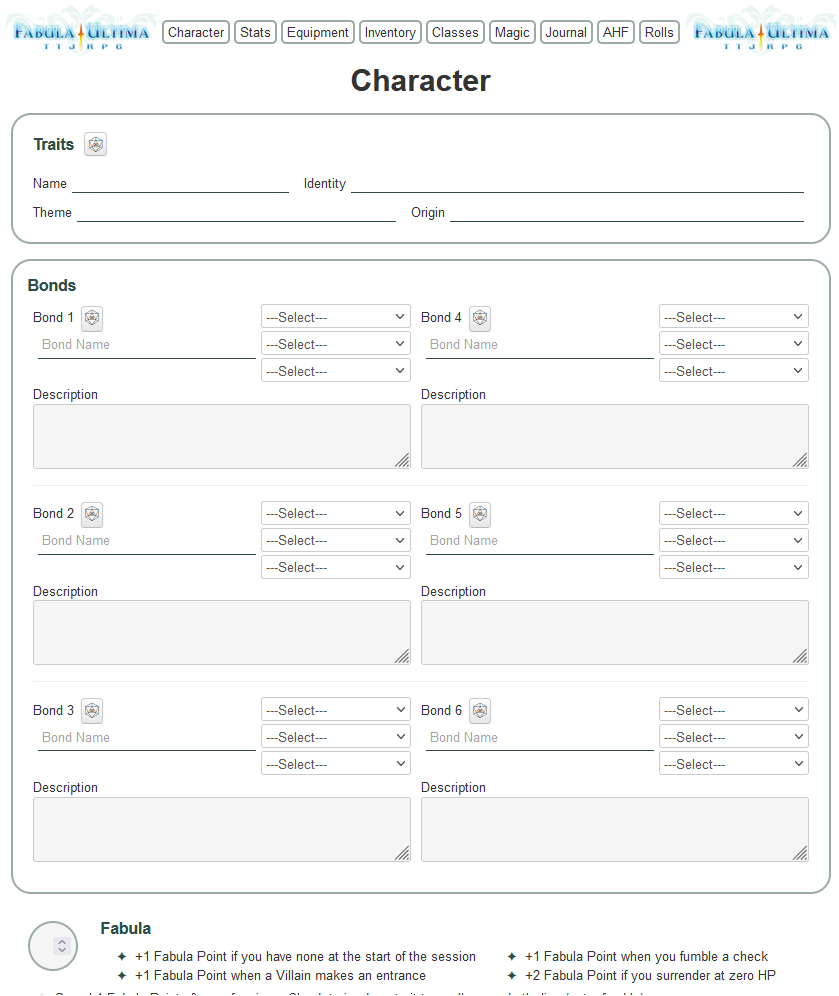 FABULA ULTIMA Character Stats Equipment Inventory Classes Magic Journal AHF Rolls FABULA ULTIMA
TTJRPG TTJRPG
Character
Traits
Name Identity
Theme Origin
Bonds
Bond 1 ---Select--- Bond 4 ---Select---
Bond Name ---Select--- Bond Name ---Select---
---Select--- ---Select---
Description Description
Bond 2 ---Select--- Bond 5 ---Select---
Bond Name ---Select--- Bond Name ---Select---
---Select--- ---Select---
Description Description
Bond 3 ---Select--- Bond 6 ---Select---
Bond Name ---Select--- Bond Name ---Select---
---Select--- ---Select---
Description Description
Fabula
✦ +1 Fabula Point if you have none at the start of the session ✦ +1 Fabula Point when you fumble a check
✦ +1 Fabula Point when a Villain makes an entrance ✦ +2 Fabula Point if you surrender at zero HP